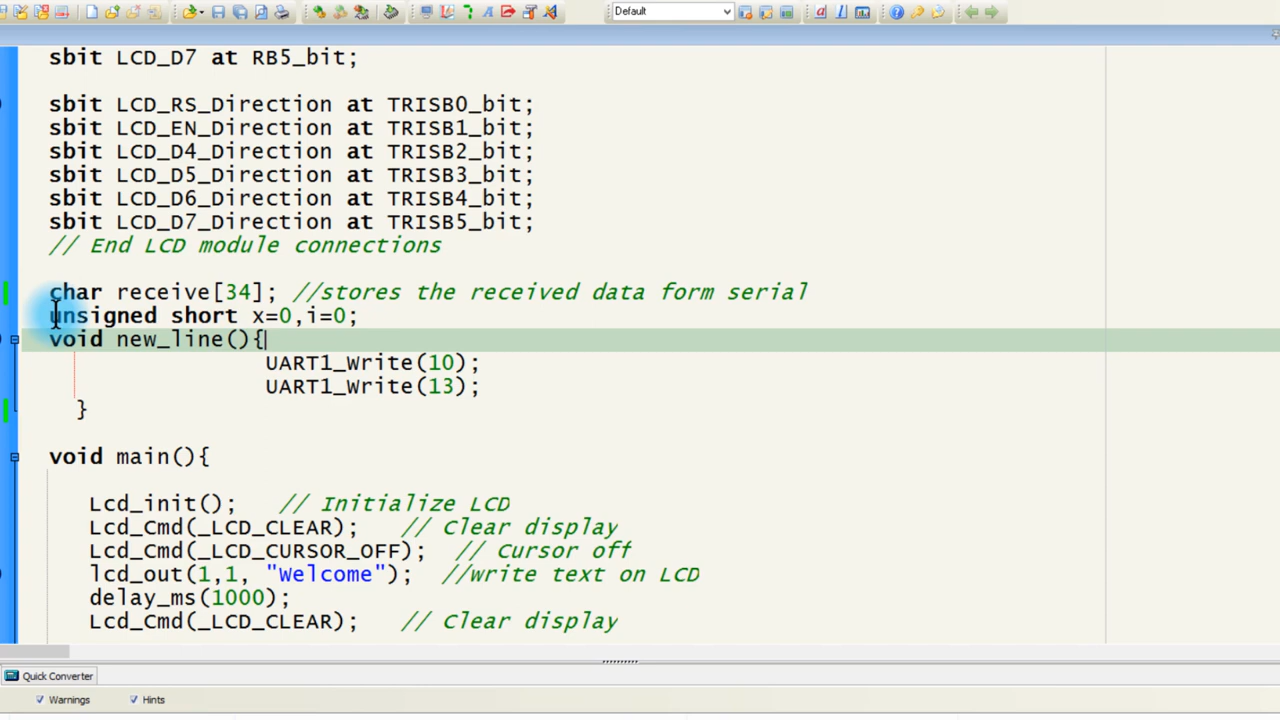 Default
sbit LCD_D7 at RB5_bit;
sbit LCD_RS_Direction at TRISB0_bit;
sbit LCD_EN_Direction at TRISB1_bit;
sbit LCD_D4_Direction at TRISB2_bit;
sbit LCD_D5_Direction at TRISB3_bit;
sbit LCD_D6_Direction at TRISB4_bit;
sbit LCD_D7_Direction at TRISB5_bit;
// End LCD module connections
char receive[34]; //stores the received data form serial
unsigned short x=0,i=0;
void new_line(){
UART1_Write(10);
UART1_Write(13);
}
void main(){
Lcd_init(); // Initialize LCD
Lcd_Cmd(_LCD_CLEAR); // Clear display
Lcd_Cmd(_LCD_CURSOR_OFF); // Cursor off
lcd_out(1,1, "Welcome"); //write text on LCD
delay_ms(1000);
Lcd_Cmd(_LCD_CLEAR); // Clear display
Quick Converter
Warnings Hints